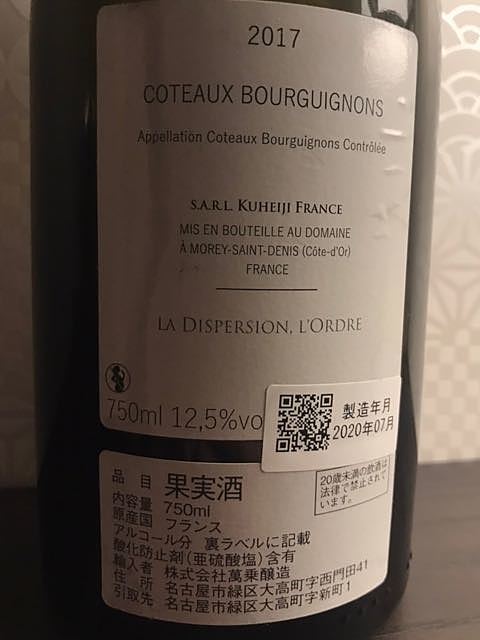 2017
COTEAUX BOURGUIGNONS
Appellation Coteaux Bourguignons Contrôlée
S.A.R.L. KUHEIJI FRANCE
MIS EN BOUTEILLE AU DOMAINE
À MOREY-SAINT-DENIS (Côte-d'Or)
FRANCE
LA DISPERSION, L'ORDRE
750ml 12,5%vo
製造年月
2020年07月
20歳未満の飲酒は
法律で禁止されて
います。
品目 果実酒
内容量 750ml
原産国 フランス
アルコール分 裏ラベルに記載
酸化防止剤(亜硫酸塩)含有
輸入者 株式会社萬乗醸造
住所 名古屋市緑区大高町字西門田41
引取先 名古屋市緑区大高町字新町1